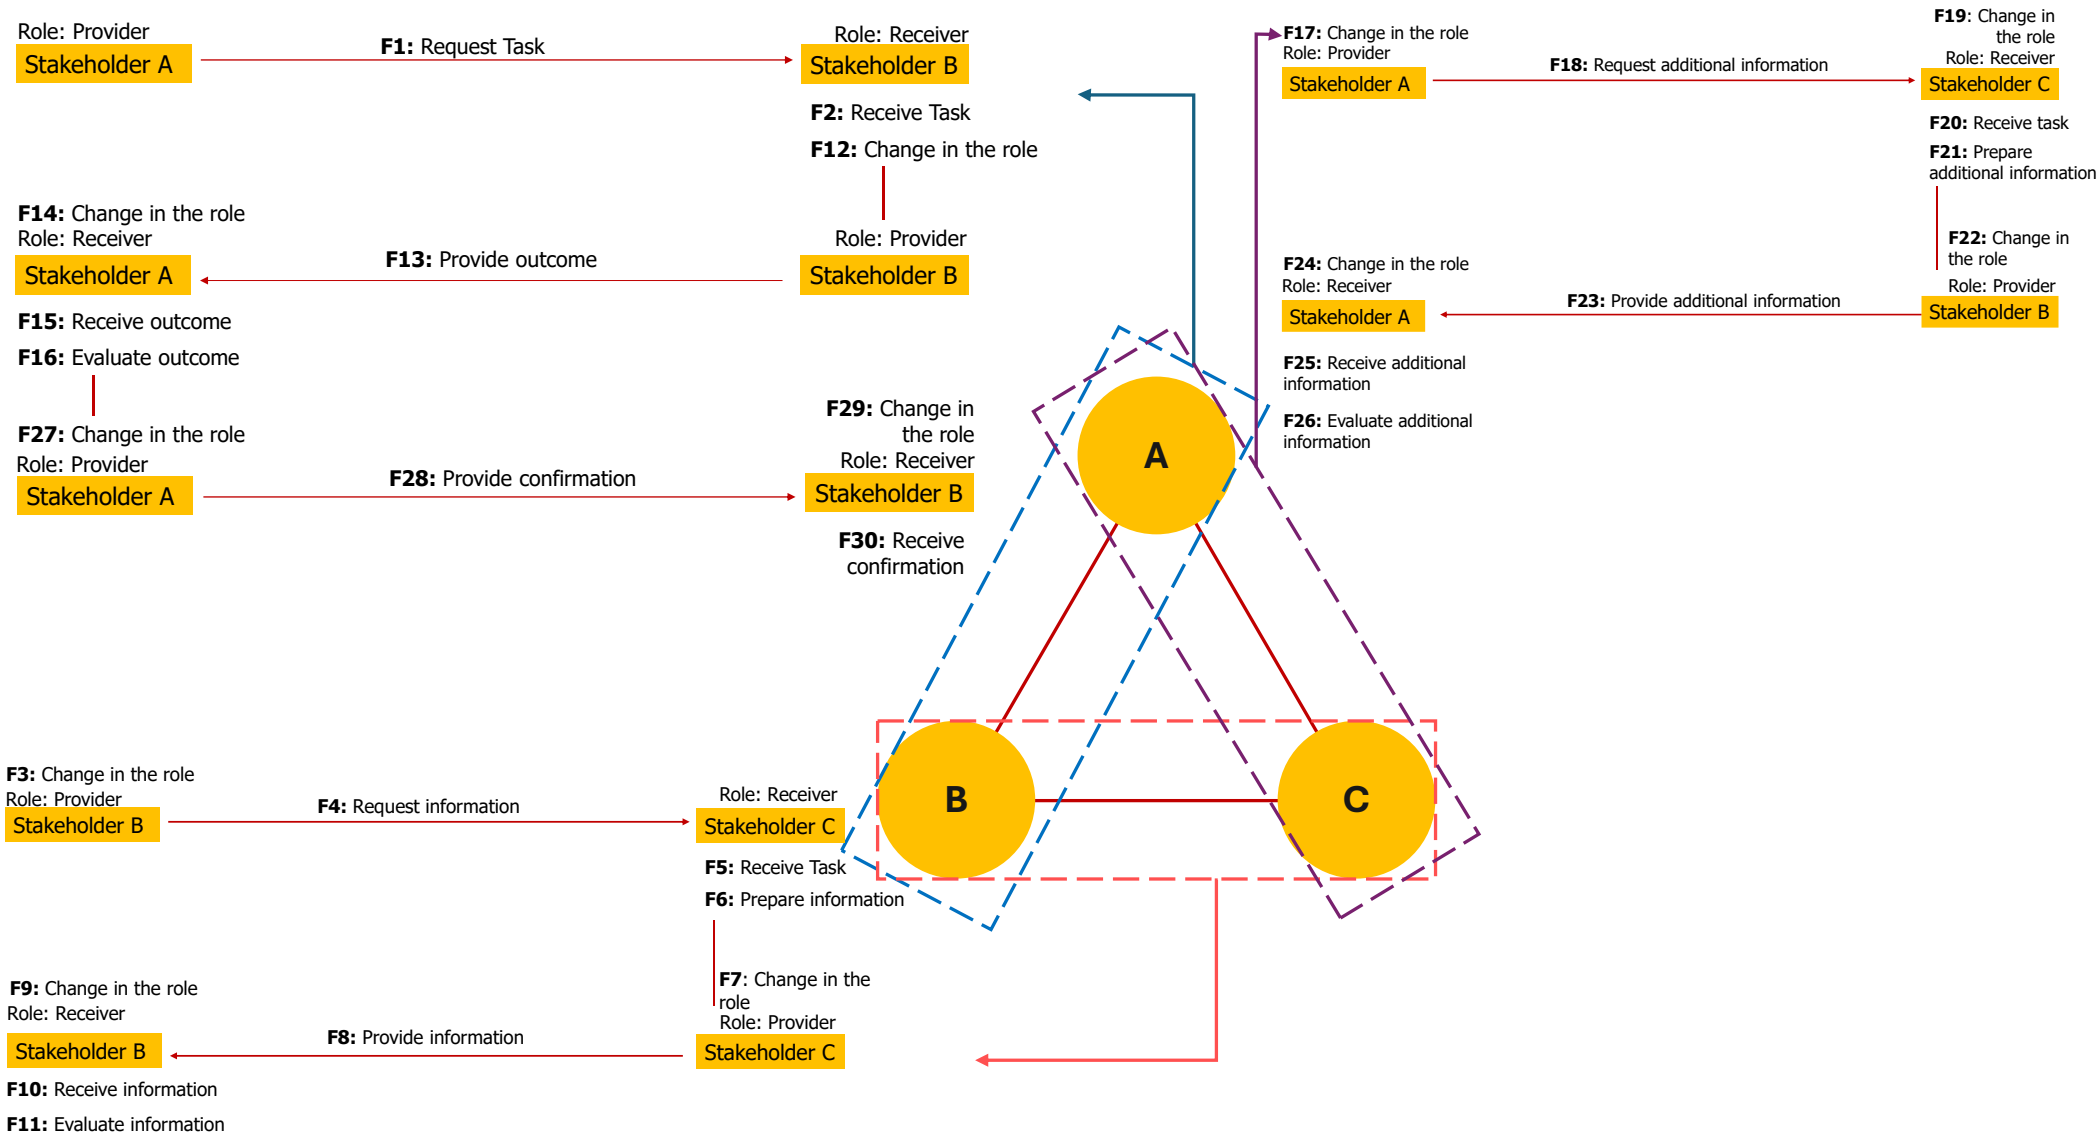 Role: Provider
Stakeholder A
F1: Request Task
Role: Receiver
Stakeholder B
F2: Receive Task
F12: Change in the role
F14: Change in the role
Role: Receiver
Stakeholder A
F13: Provide outcome
Role: Provider
Stakeholder B
F15: Receive outcome
F16: Evaluate outcome
F27: Change in the role
Role: Provider
Stakeholder A
F28: Provide confirmation
F29: Change in
the role
Role: Receiver
Stakeholder B
F30: Receive
confirmation
F17: Change in the role
Role: Provider
Stakeholder A
F18: Request additional information
F19: Change in
the role
Role: Receiver
Stakeholder C
F20: Receive task
F21: Prepare
additional information
F22: Change in
the role
Role: Provider
Stakeholder B
F23: Provide additional information
F24: Change in the role
Role: Receiver
Stakeholder A
F25: Receive additional
information
F26: Evaluate additional
information
A
B
C
F3: Change in the role
Role: Provider
Stakeholder B
F4: Request information
Role: Receiver
Stakeholder C
F5: Receive Task
F6: Prepare information
F7: Change in the
role
Role: Provider
Stakeholder C
F8: Provide information
F9: Change in the role
Role: Receiver
Stakeholder B
F10: Receive information
F11: Evaluate information